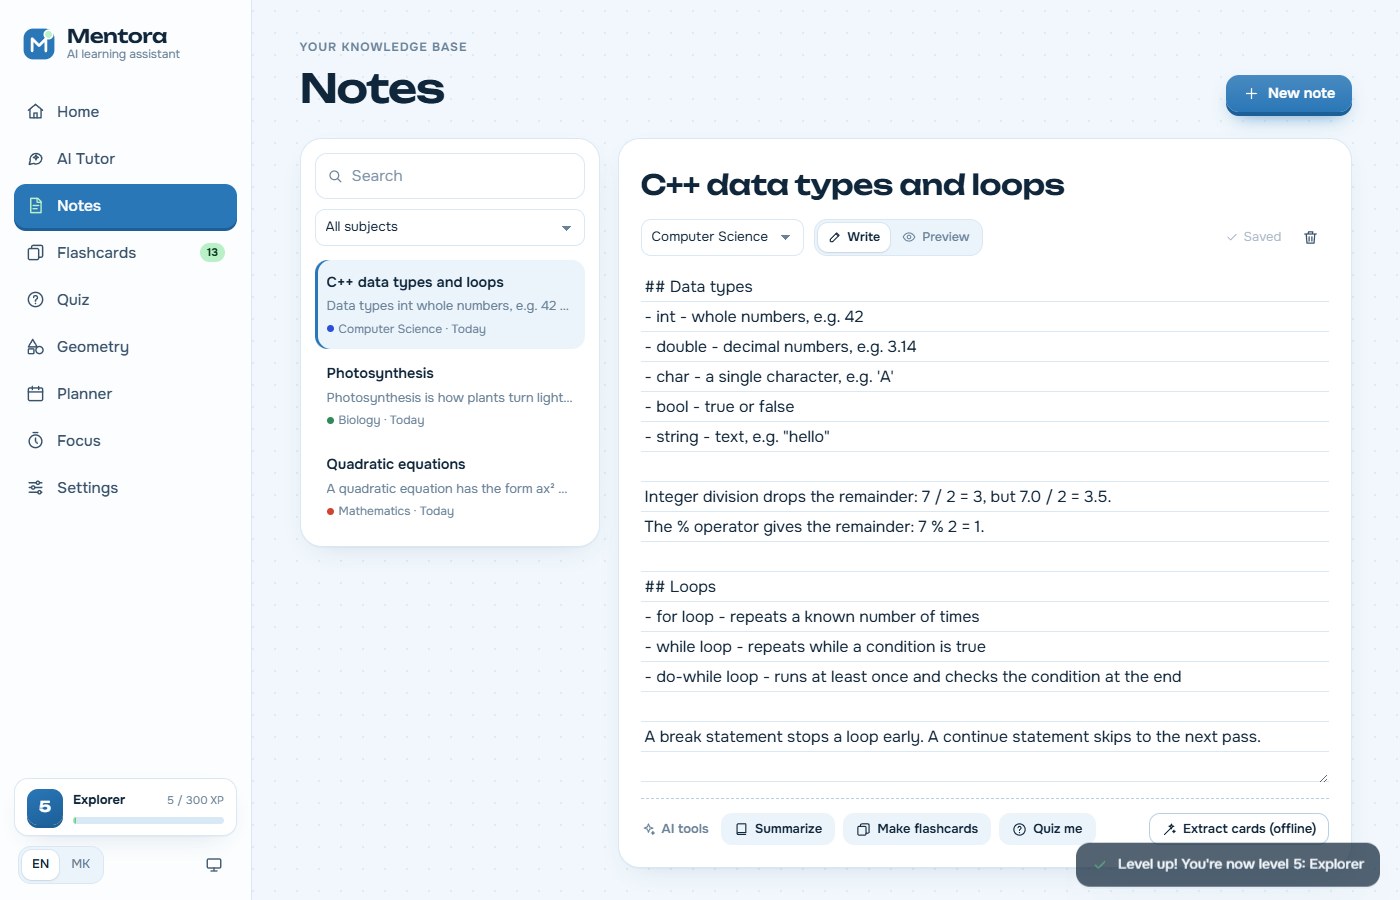 Mentora
AI learning assistant
Home
AI Tutor
Notes
Flashcards 13
Quiz
Geometry
Planner
Focus
Settings
5 Explorer 5 / 300 XP
EN MK
YOUR KNOWLEDGE BASE
Notes
New note
Search
All subjects
C++ data types and loops
Data types int whole numbers, e.g. 42 ...
Computer Science · Today
Photosynthesis
Photosynthesis is how plants turn light...
Biology · Today
Quadratic equations
A quadratic equation has the form ax² ...
Mathematics · Today
C++ data types and loops
Computer Science Write Preview Saved
## Data types
- int - whole numbers, e.g. 42
- double - decimal numbers, e.g. 3.14
- char - a single character, e.g. 'A'
- bool - true or false
- string - text, e.g. "hello"
Integer division drops the remainder: 7 / 2 = 3, but 7.0 / 2 = 3.5.
The % operator gives the remainder: 7 % 2 = 1.
## Loops
- for loop - repeats a known number of times
- while loop - repeats while a condition is true
- do-while loop - runs at least once and checks the condition at the end
A break statement stops a loop early. A continue statement skips to the next pass.
AI tools Summarize Make flashcards Quiz me Extract cards (offline)
Level up! You're now level 5: Explorer